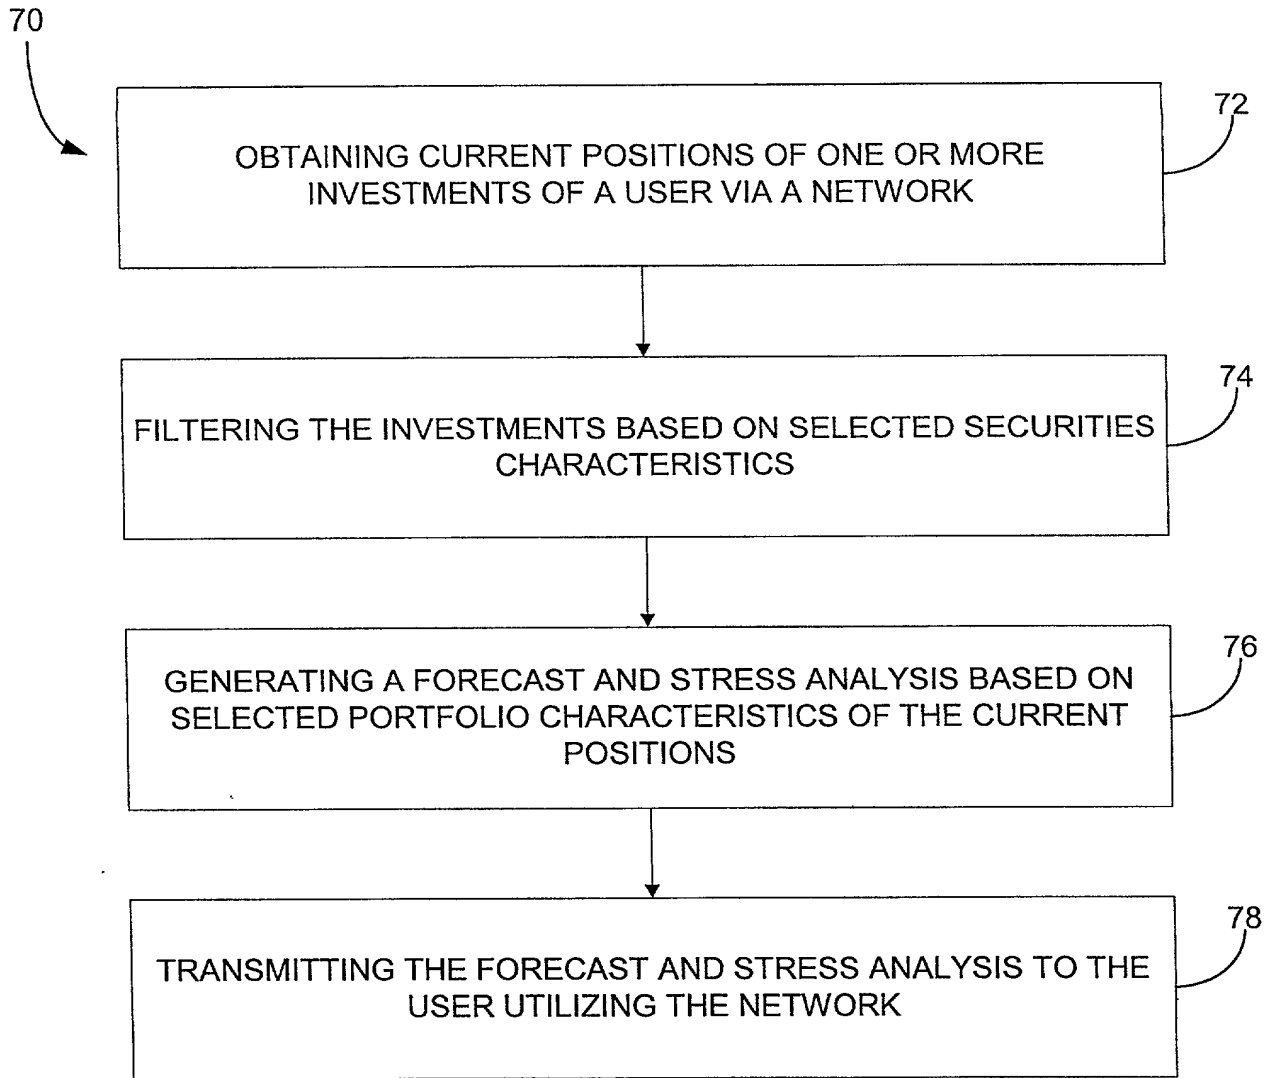 70
72
OBTAINING CURRENT POSITIONS OF ONE OR MORE
INVESTMENTS OF A USER VIA A NETWORK
74
FILTERING THE INVESTMENTS BASED ON SELECTED SECURITIES
CHARACTERISTICS
76
GENERATING A FORECAST AND STRESS ANALYSIS BASED ON
SELECTED PORTFOLIO CHARACTERISTICS OF THE CURRENT
POSITIONS
78
TRANSMITTING THE FORECAST AND STRESS ANALYSIS TO THE
USER UTILIZING THE NETWORK